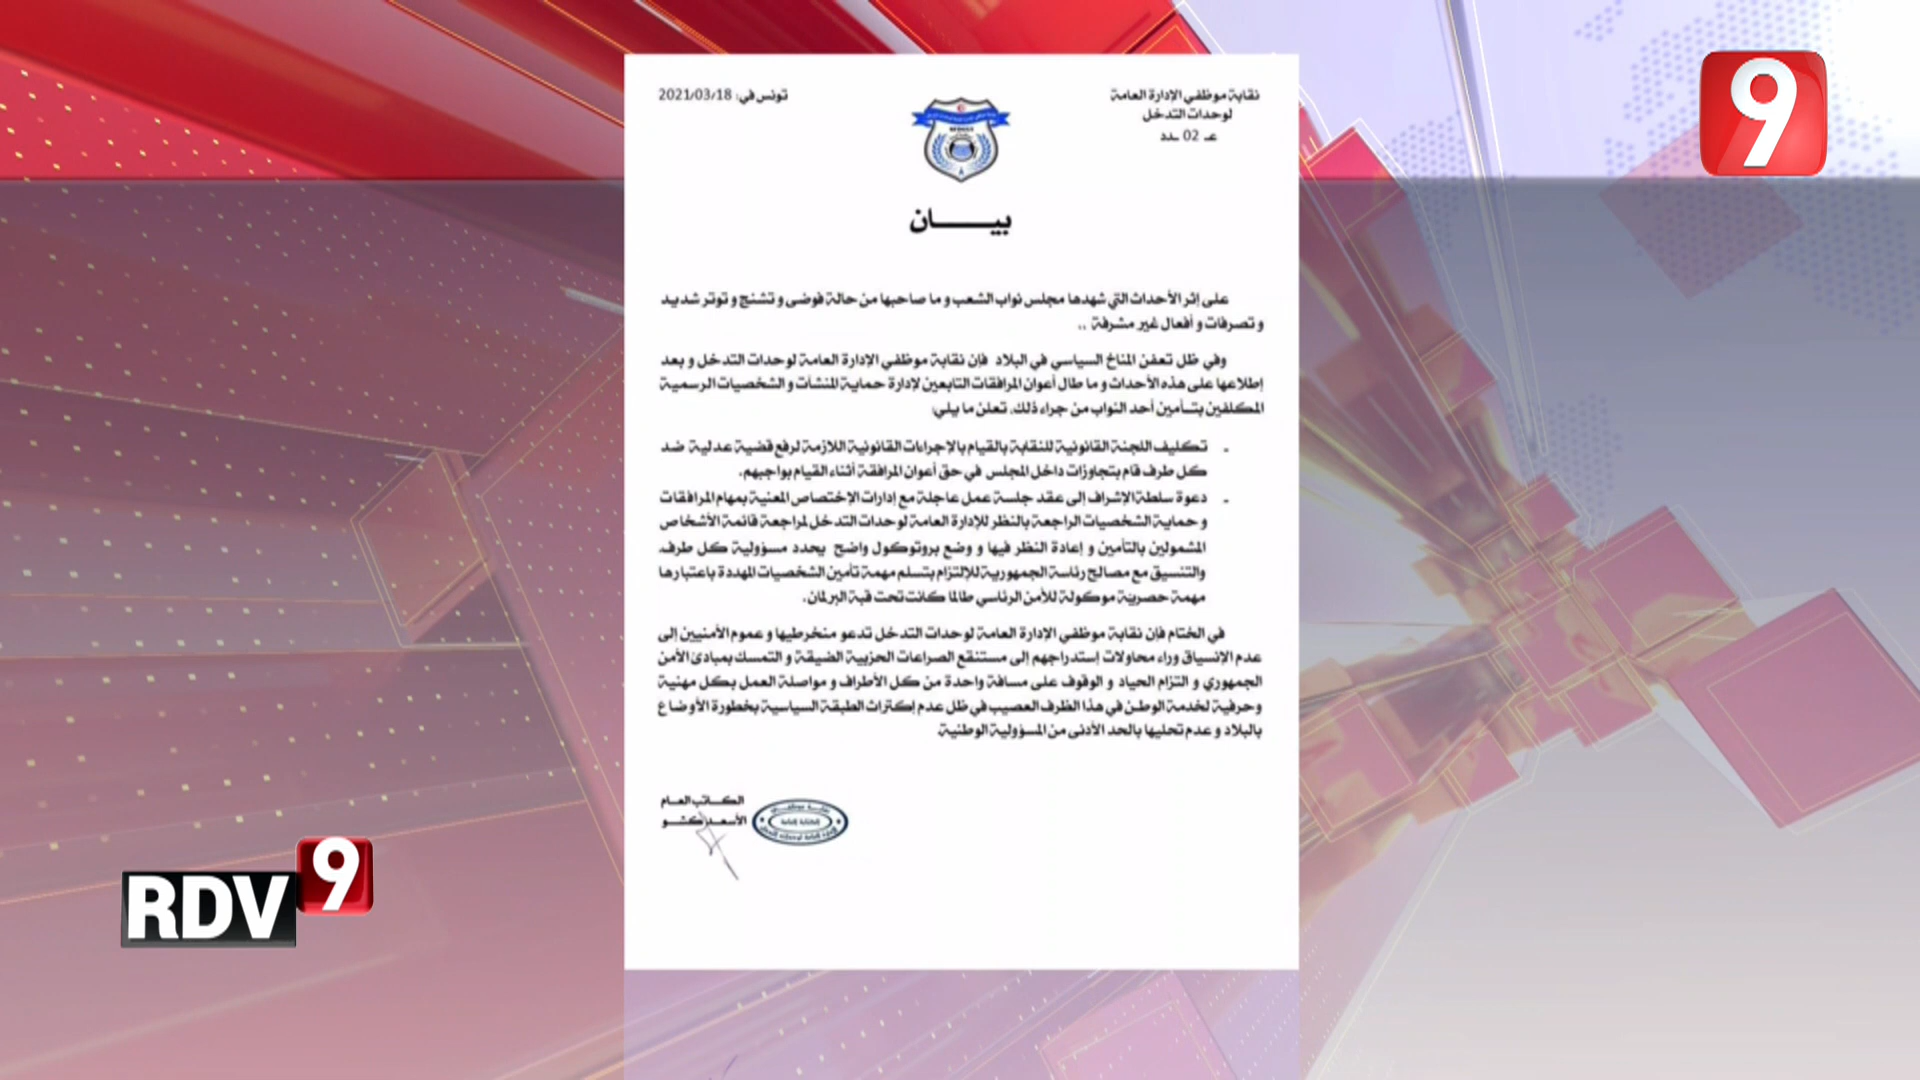 9
نقابة موظفي الإدارة العامة
لوحدات التدخل
عـ 02 ـدد
تونس في: 2021/03/18
بيـــــان
على إثر الأحداث التي شهدها مجلس نواب الشعب و ما صاحبها من حالة فوضى و تشنج و توتر شديد
و تصرفات و أفعال غير مشرفة ..
وفي ظل تعفن المناخ السياسي في البلاد فإن نقابة موظفي الإدارة العامة لوحدات التدخل و بعد
إطلاعها على هذه الأحداث و ما طال أعوان المرافقات التابعين لإدارة حماية المنشآت و الشخصيات الرسمية
المكلفين بتـأمين أحد النواب من جراء ذلك، تعلن ما يلي:
- تكليف اللجنة القانونية للنقابة بالقيام بالإجراءات القانونية اللازمة لرفع قضية عدلية ضد
كل طرف قام بتجاوزات داخل المجلس في حق أعوان المرافقة أثناء القيام بواجبهم.
- دعوة سلطة الإشراف إلى عقد جلسة عمل عاجلة مع إدارات الإختصاص المعنية بمهام المرافقات
و حماية الشخصيات الراجعة بالنظر للإدارة العامة لوحدات التدخل لمراجعة قائمة الأشخاص
المشمولين بالتأمين و إعادة النظر فيها و وضع بروتوكول واضح يحدد مسؤولية كل طرف،
والتنسيق مع مصالح رئاسة الجمهورية للإلتزام بتسلم مهمة تأمين الشخصيات المهددة باعتبارها
مهمة حصرية موكولة للأمن الرئاسي طالما كانت تحت قبة البرلمان.
في الختام فإن نقابة موظفي الإدارة العامة لوحدات التدخل تدعو منخرطيها و عموم الأمنيين إلى
عدم الإنسياق وراء محاولات إستدراجهم إلى مستنقع الصراعات الحزبية الضيقة و التمسك بمبادئ الأمن
الجمهوري و التزام الحياد و الوقوف على مسافة واحدة من كل الأطراف و مواصلة العمل بكل مهنية
وحرفية لخدمة الوطن في هذا الظرف العصيب في ظل عدم إكتراث الطبقة السياسية بخطورة الأوضاع
بالبلاد و عدم تحليها بالحد الأدنى من المسؤولية الوطنية.
الكـــاتب العـــام
الأسعد كشـــو
RDV 9